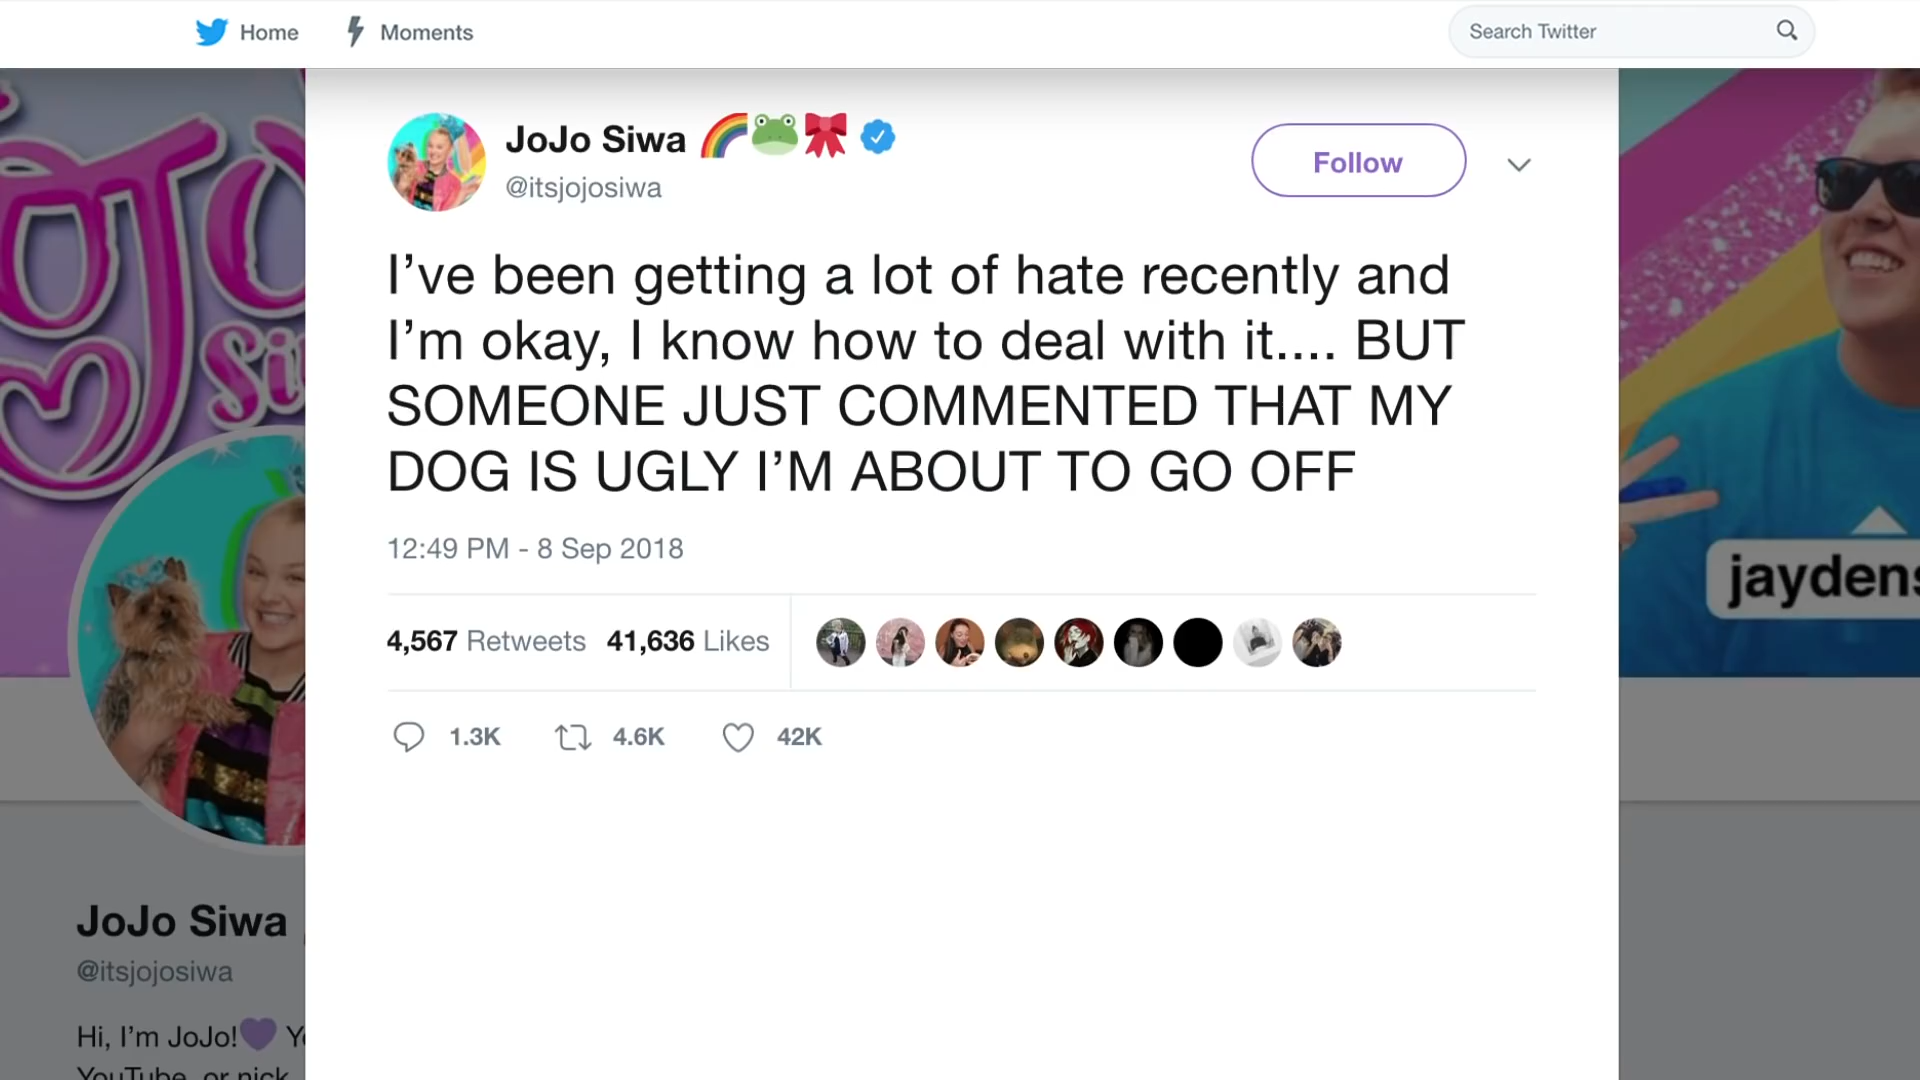 Home
Moments
Search Twitter
JoJo Siwa 🌈🐸🎀
@itsjojosiwa
Follow
I’ve been getting a lot of hate recently and
I’m okay, I know how to deal with it.... BUT
SOMEONE JUST COMMENTED THAT MY
DOG IS UGLY I’M ABOUT TO GO OFF
12:49 PM - 8 Sep 2018
4,567 Retweets 41,636 Likes
1.3K 4.6K 42K
JoJo Siwa
@itsjojosiwa
Hi, I’m JoJo!💜
YouTube, or nick
jaydens